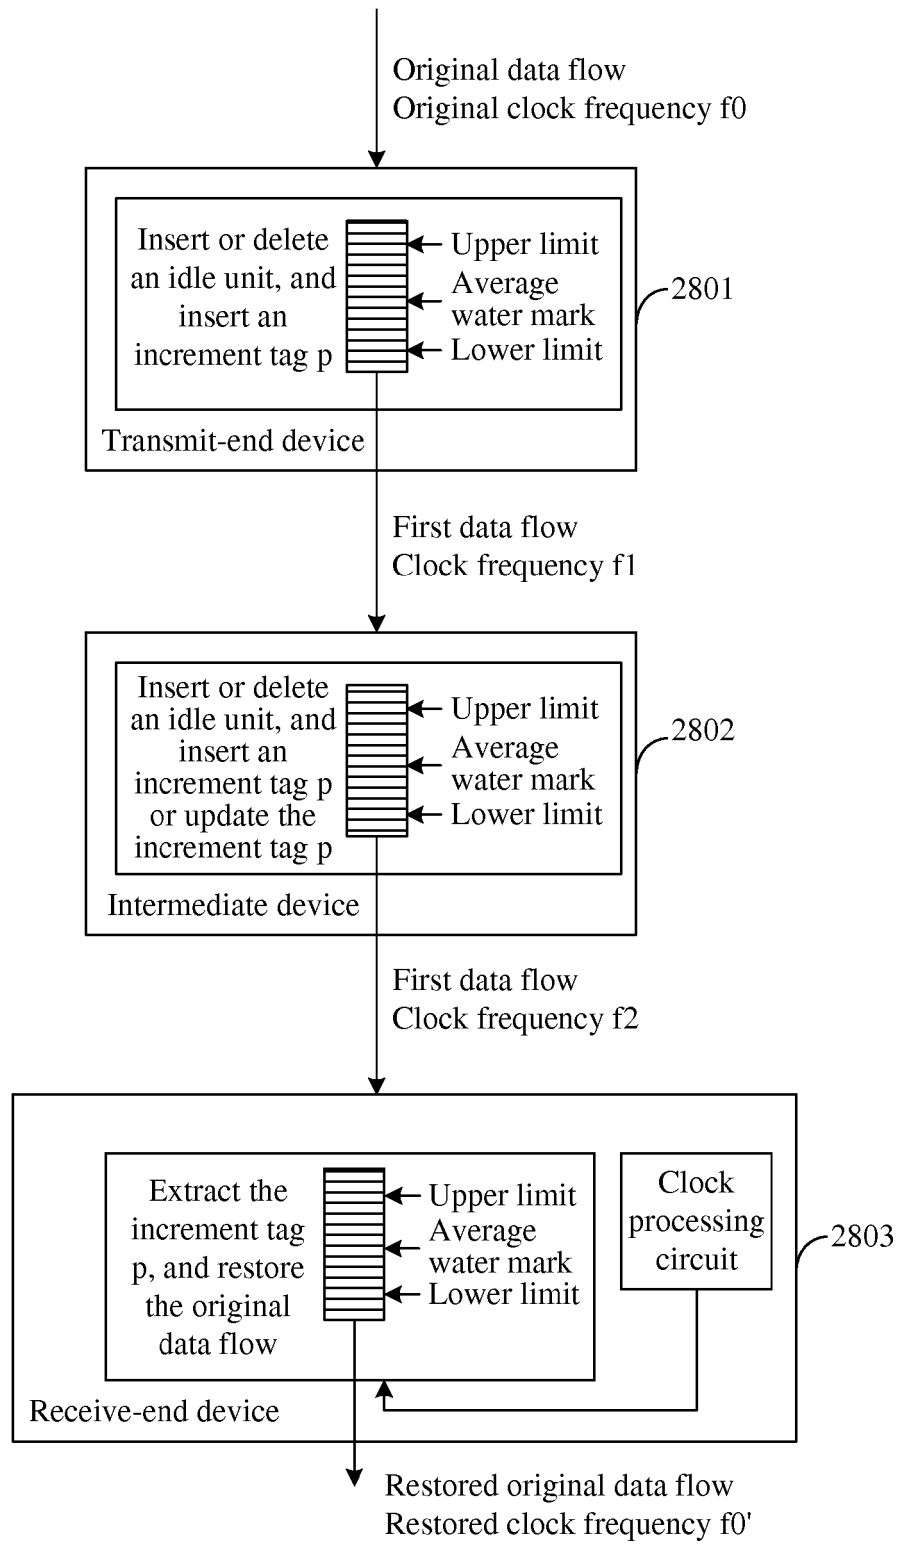 Original data flow
Original clock frequency f0
Insert or delete
an idle unit, and
insert an
increment tag p
Upper limit
Average
water mark
Lower limit
2801
Transmit-end device
First data flow
Clock frequency f1
Insert or delete
an idle unit, and
insert an
increment tag p
or update the
increment tag p
Upper limit
Average
water mark
Lower limit
2802
Intermediate device
First data flow
Clock frequency f2
Extract the
increment tag
p, and restore
the original
data flow
Upper limit
Average
water mark
Lower limit
Clock
processing
circuit
2803
Receive-end device
Restored original data flow
Restored clock frequency f0'